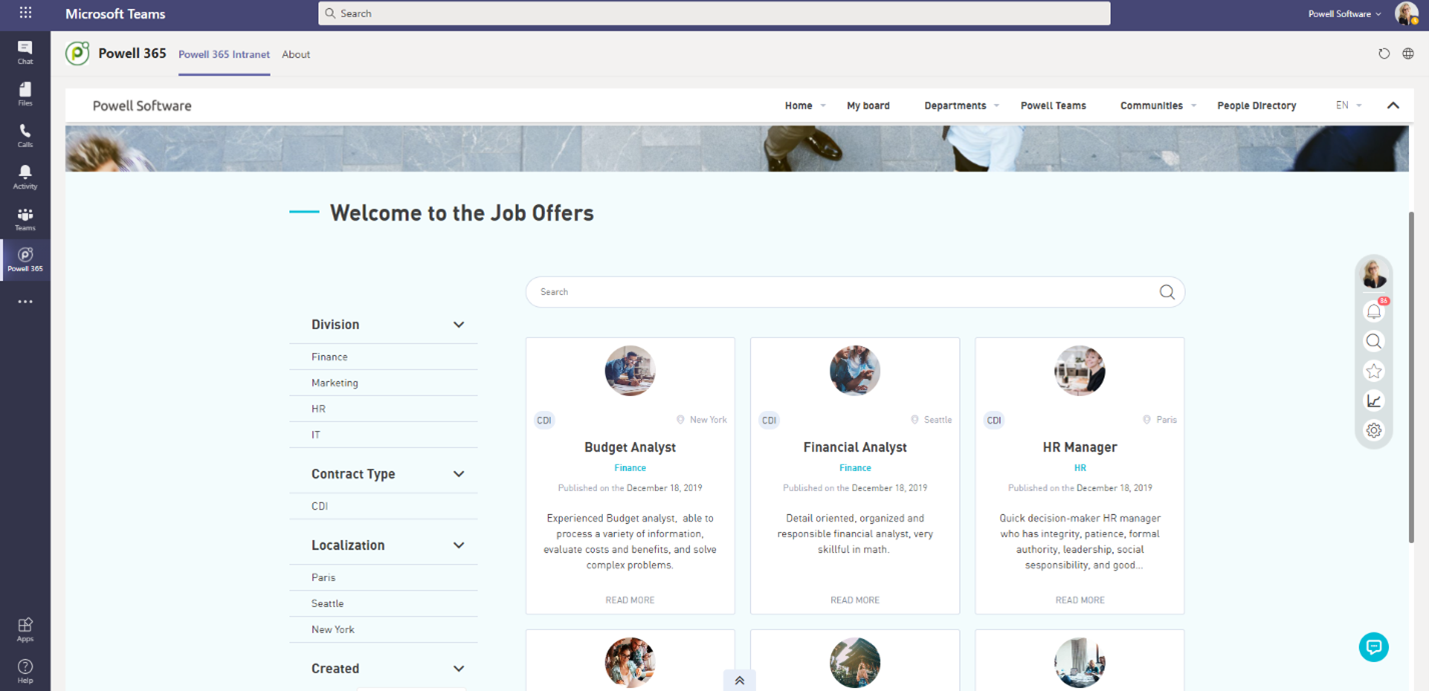 Microsoft Teams
Search
Powell Software
Chat
Files
Calls
Activity
Teams
Powell 365
Apps
Help
Powell 365
Powell 365 Intranet
About
Powell Software
Home
My board
Departments
Powell Teams
Communities
People Directory
EN
Welcome to the Job Offers
Search
86
Division
Finance
Marketing
HR
IT
Contract Type
CDI
Localization
Paris
Seattle
New York
Created
CDI
New York
Budget Analyst
Finance
Published on the December 18, 2019
Experienced Budget analyst, able to
process a variety of information,
evaluate costs and benefits, and solve
complex problems.
READ MORE
CDI
Seattle
Financial Analyst
Finance
Published on the December 18, 2019
Detail oriented, organized and
responsible financial analyst, very
skillful in math.
READ MORE
CDI
Paris
HR Manager
HR
Published on the December 18, 2019
Quick decision-maker HR manager
who has integrity, patience, formal
authority, leadership, social
sesponsibility, and good...
READ MORE